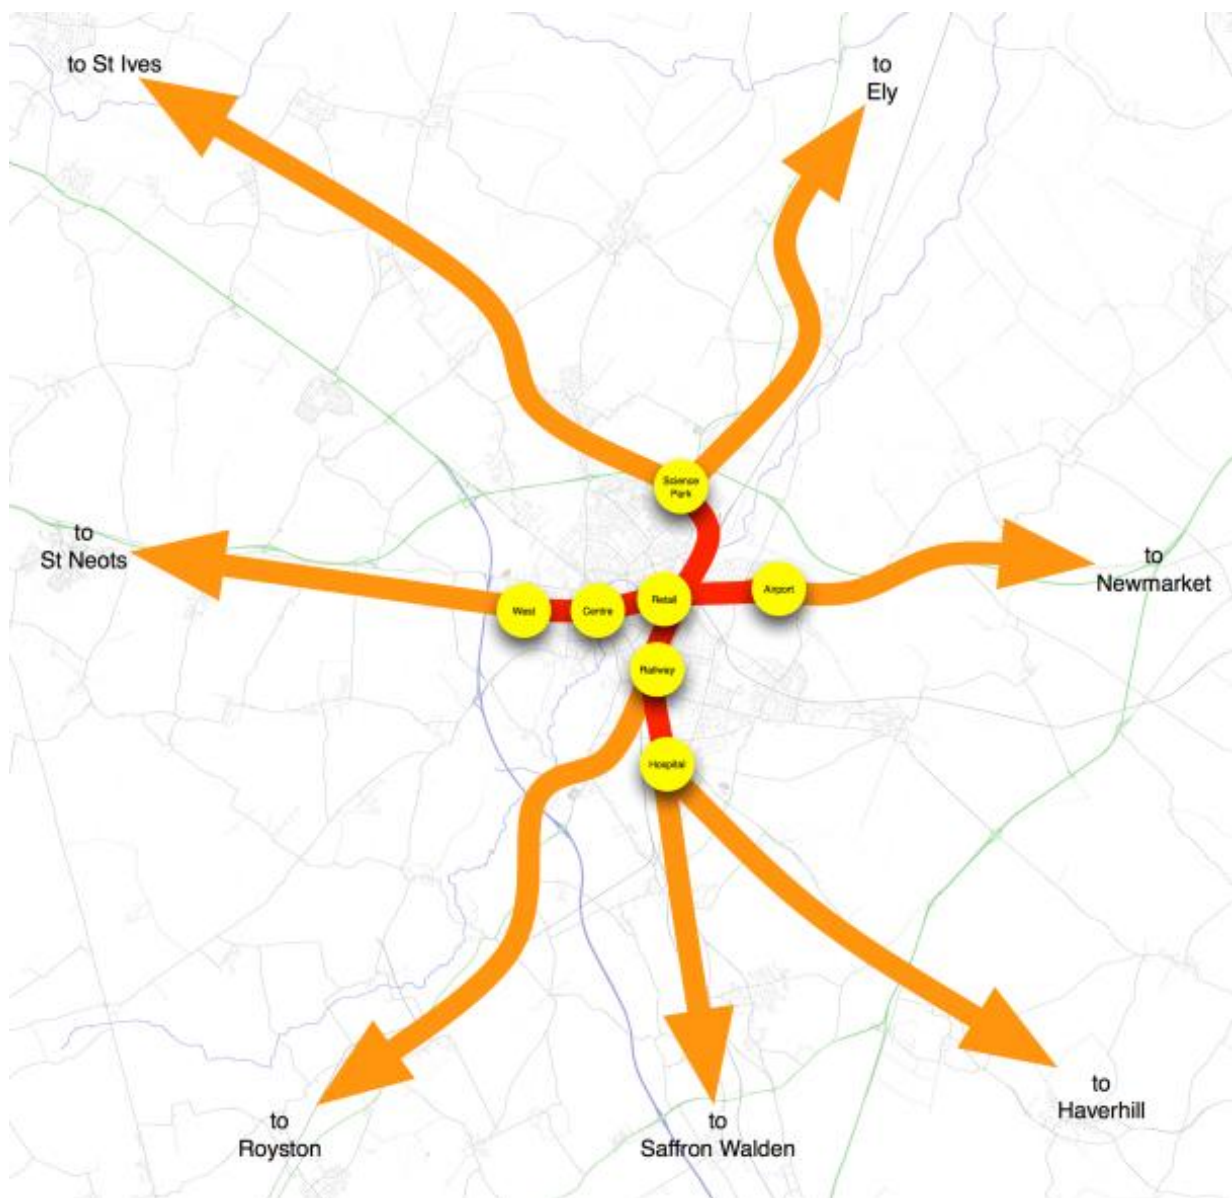 to St Ives
to
Ely
Science
Park
to
St Neots
West
Centre
Retail
Airport
to
Newmarket
Railway
Hospital
to
Royston
to
Saffron Walden
to
Haverhill